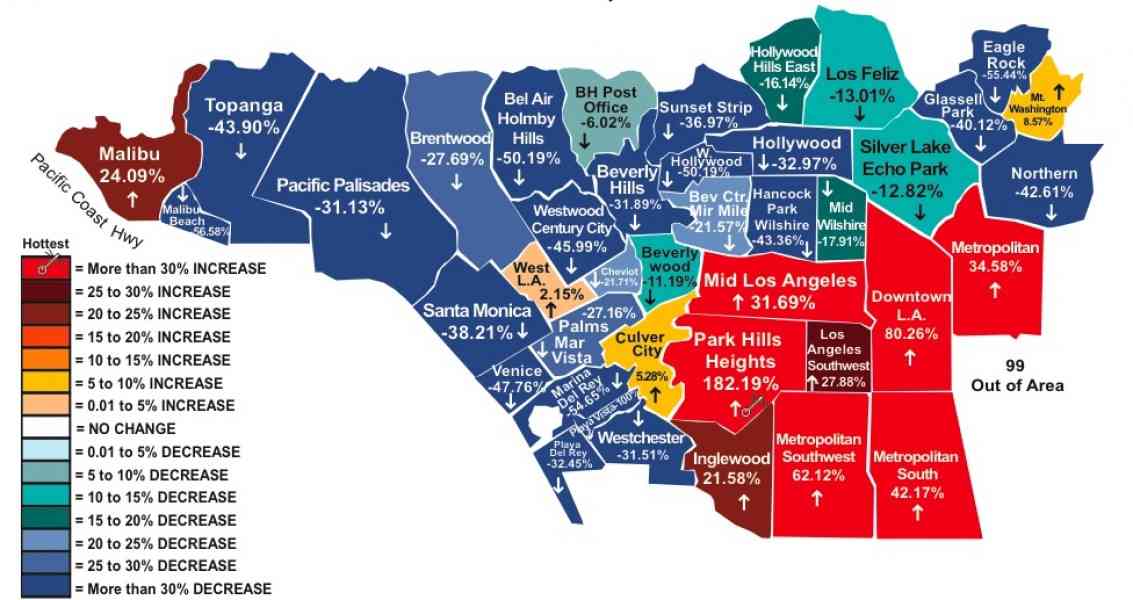 Hollywood
Hills East
-16.14%
Los Feliz
-13.01%
Eagle
Rock
-55.44%
Mt.
Washington
8.57%
Glassell
Park
-40.12%
Topanga
-43.90%
Bel Air
Holmby
Hills
-50.19%
BH Post
Office
-6.02%
Sunset Strip
-36.97%
Brentwood
-27.69%
Hollywood
-32.97%
W.
Hollywood
-50.19%
Silver Lake
Echo Park
-12.82%
Northern
-42.61%
Malibu
24.09%
Pacific Coast Hwy
Malibu
Beach
-56.58%
Pacific Palisades
-31.13%
Beverly
Hills
-31.89%
Bev Ctr.
Mir Mile
-21.57%
Hancock
Park
Wilshire
-43.36%
Mid
Wilshire
-17.91%
Westwood
Century City
-45.99%
Metropolitan
34.58%
West
L.A.
2.15%
Cheviot
-21.71%
Beverly
wood
-11.19%
Mid Los Angeles
31.69%
Downtown
L.A.
80.26%
Santa Monica
-38.21%
-27.16%
Palms
Mar
Vista
Culver
City
5.28%
Park Hills
Heights
182.19%
Los
Angeles
Southwest
27.88%
99
Out of Area
Venice
-47.76%
Marina
Del Rey
-54.65%
Playa Vista-100%
Playa
Del Rey
-32.45%
Westchester
-31.51%
Inglewood
21.58%
Metropolitan
Southwest
62.12%
Metropolitan
South
42.17%
Hottest
= More than 30% INCREASE
= 25 to 30% INCREASE
= 20 to 25% INCREASE
= 15 to 20% INCREASE
= 10 to 15% INCREASE
= 5 to 10% INCREASE
= 0.01 to 5% INCREASE
= NO CHANGE
= 0.01 to 5% DECREASE
= 5 to 10% DECREASE
= 10 to 15% DECREASE
= 15 to 20% DECREASE
= 20 to 25% DECREASE
= 25 to 30% DECREASE
= More than 30% DECREASE